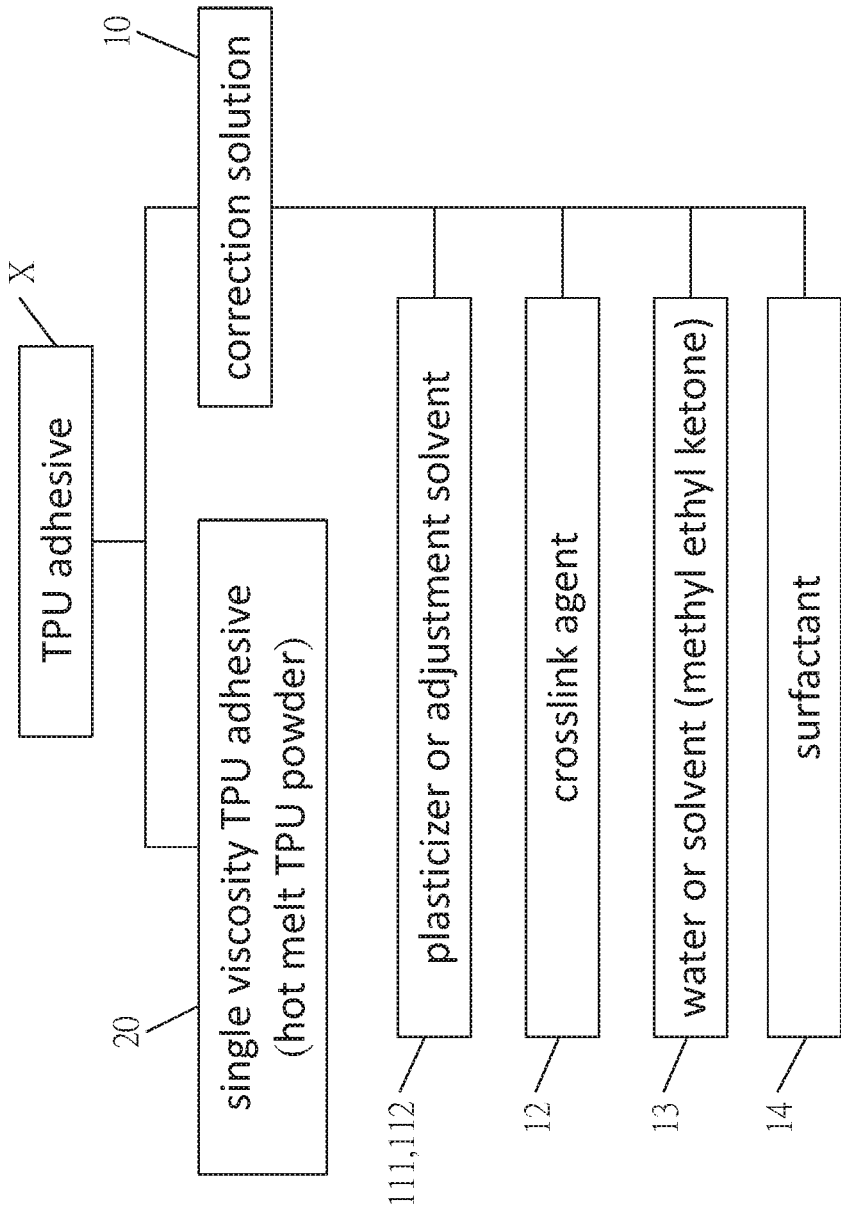 TPU adhesive
X
single viscosity TPU adhesive
(hot melt TPU powder)
20
correction solution
10
plasticizer or adjustment solvent
111,112
crosslink agent
12
water or solvent (methyl ethyl ketone)
13
surfactant
14